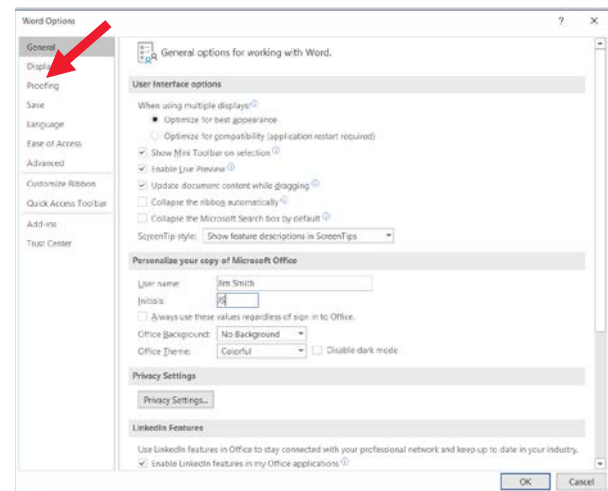 Word Options
?
×
General
Display
Proofing
Save
Language
Ease of Access
Advanced
Customize Ribbon
Quick Access Toolbar
Add-ins
Trust Center
General options for working with Word.
User Interface options
When using multiple displays:
Optimize for best appearance
Optimize for compatibility (application restart required)
Show Mini Toolbar on selection
Enable Live Preview
Update document content while dragging
Collapse the ribbon automatically
Collapse the Microsoft Search box by default
ScreenTip style: Show feature descriptions in ScreenTips
Personalize your copy of Microsoft Office
User name: Jim Smith
Initials: JS
Always use these values regardless of sign in to Office.
Office Background: No Background
Office Theme: Colorful Disable dark mode
Privacy Settings
Privacy Settings...
LinkedIn Features
Use LinkedIn features in Office to stay connected with your professional network and keep up to date in your industry.
Enable LinkedIn features in my Office applications
OK Cancel